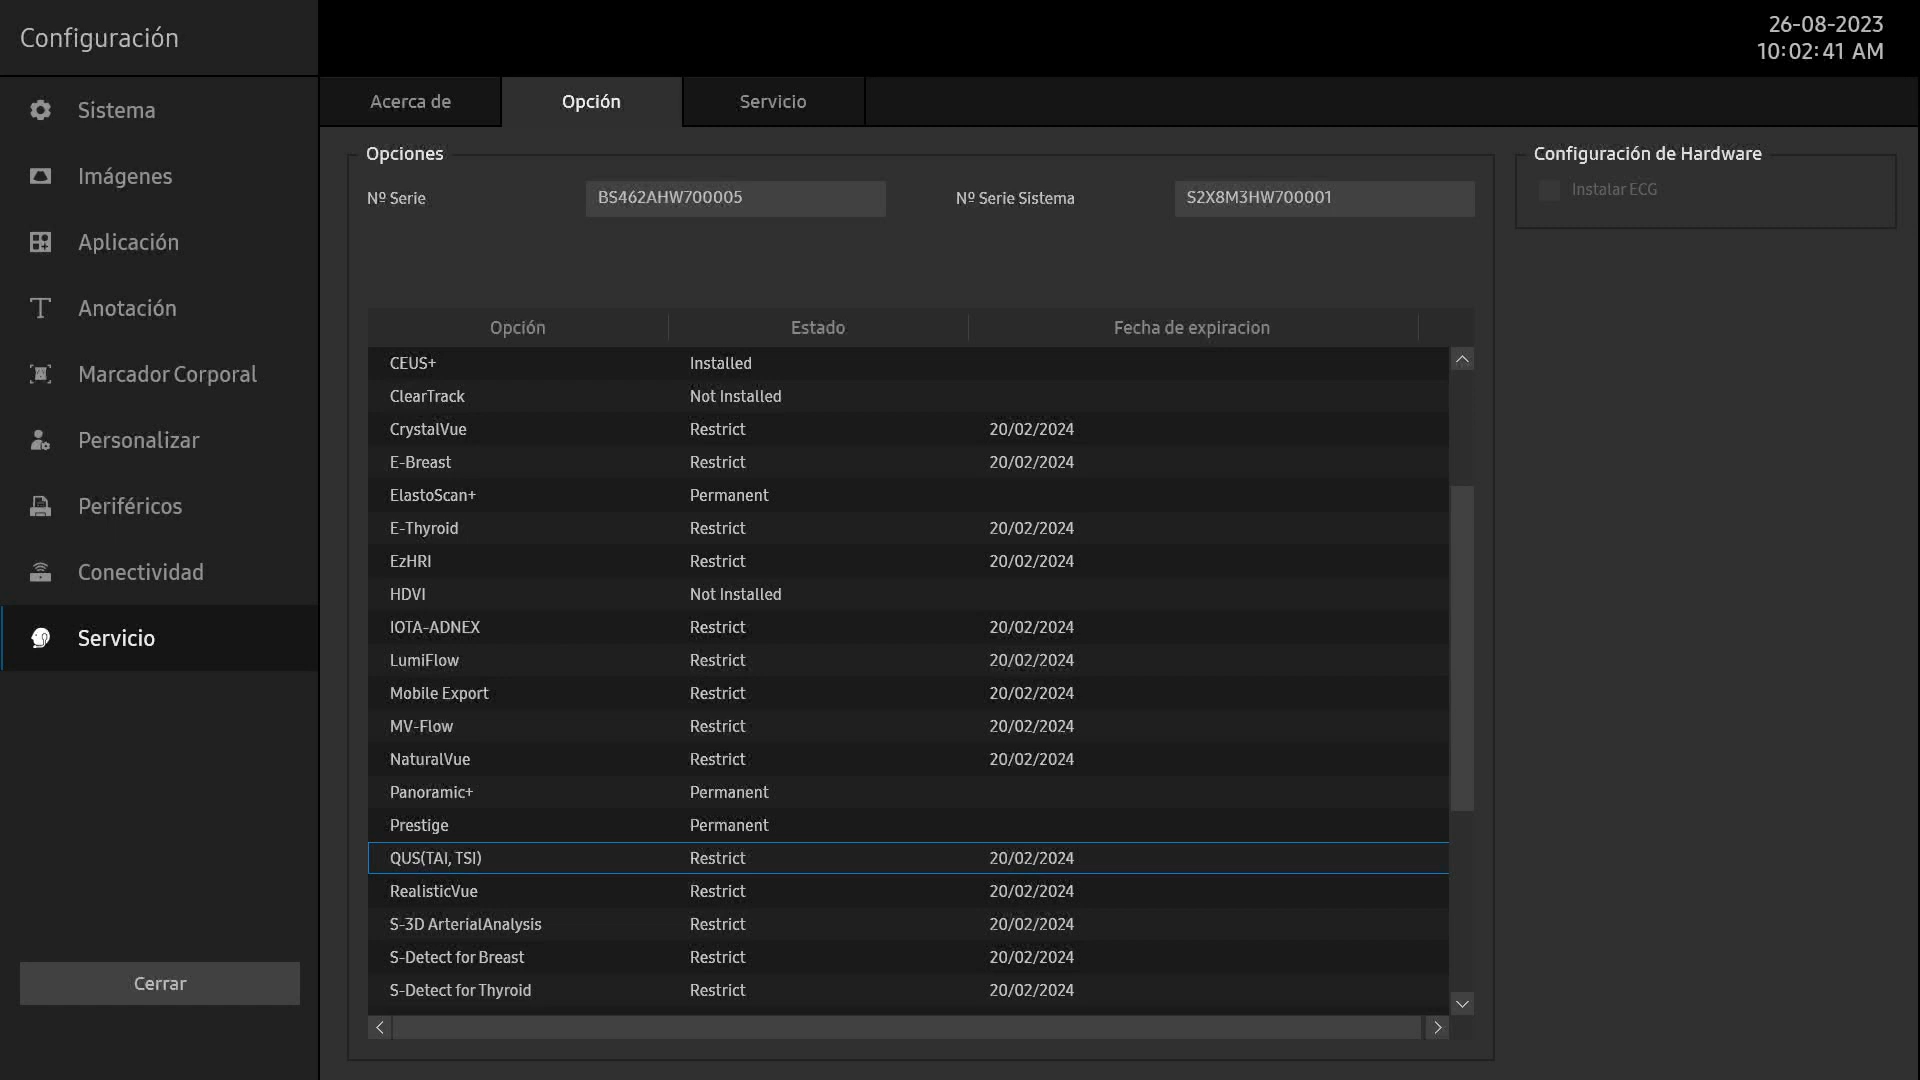 Configuración
26-08-2023
10:02:41 AM
Sistema
Imágenes
Aplicación
Anotación
Marcador Corporal
Personalizar
Periféricos
Conectividad
Servicio
Cerrar
Acerca de Opción Servicio
Opciones
Nº Serie BS462AHW700005 Nº Serie Sistema S2X8M3HW700001
Configuración de Hardware
Instalar ECG
Opción Estado Fecha de expiracion
CEUS+ Installed
ClearTrack Not Installed
CrystalVue Restrict 20/02/2024
E-Breast Restrict 20/02/2024
ElastoScan+ Permanent
E-Thyroid Restrict 20/02/2024
EzHRI Restrict 20/02/2024
HDVI Not Installed
IOTA-ADNEX Restrict 20/02/2024
LumiFlow Restrict 20/02/2024
Mobile Export Restrict 20/02/2024
MV-Flow Restrict 20/02/2024
NaturalVue Restrict 20/02/2024
Panoramic+ Permanent
Prestige Permanent
QUS(TAI, TSI) Restrict 20/02/2024
RealisticVue Restrict 20/02/2024
S-3D ArterialAnalysis Restrict 20/02/2024
S-Detect for Breast Restrict 20/02/2024
S-Detect for Thyroid Restrict 20/02/2024